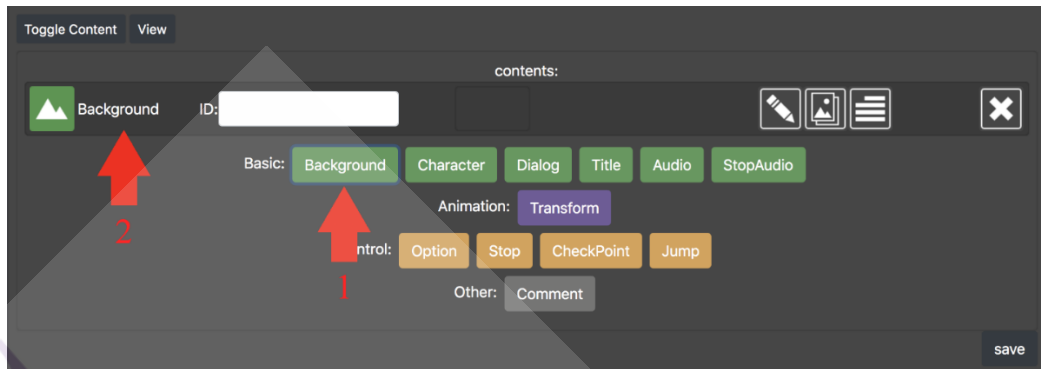 Toggle Content View
contents:
Background ID:
Basic: Background Character Dialog Title Audio StopAudio
2
Animation: Transform
1
ntrol: Option Stop CheckPoint Jump
Other: Comment
save